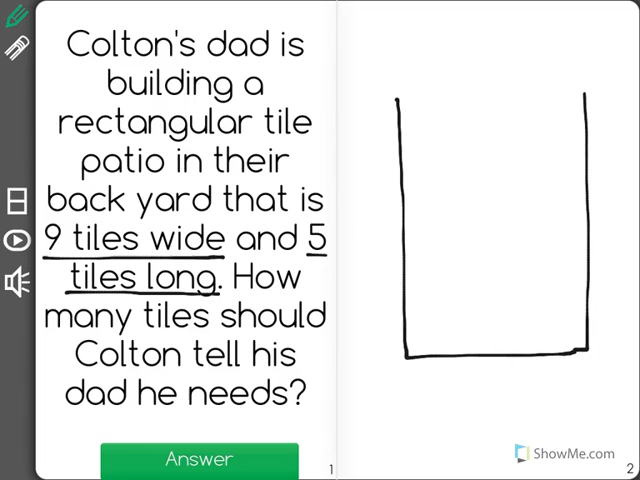 Colton's dad is
building a
rectangular tile
patio in their
back yard that is
9 tiles wide and 5
tiles long. How
many tiles should
Colton tell his
dad he needs?
Answer
1
ShowMe.com
2